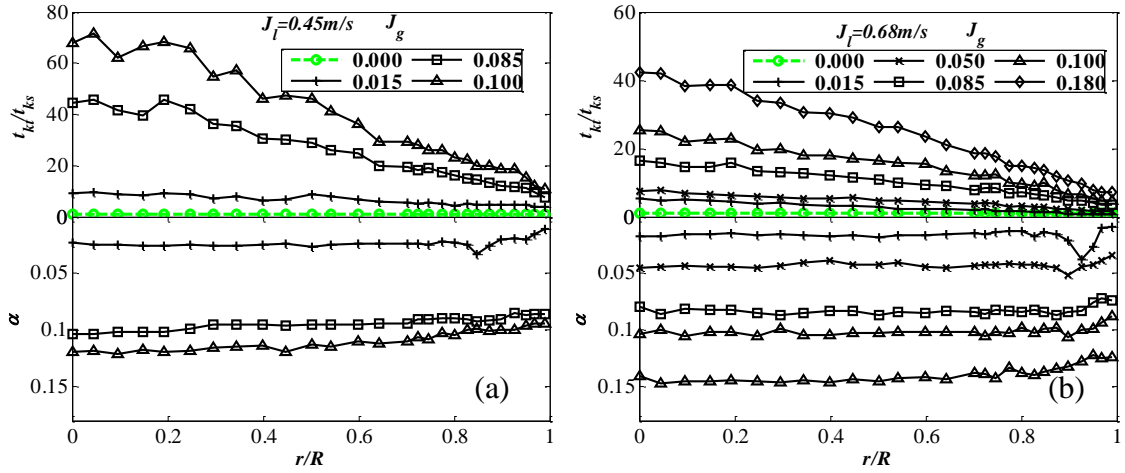 J_l=0.45m/s J_g
0.000 0.085
0.015 0.100
80
60
40
20
0
t_kt/t_ks
0.05
0.1
0.15
α
(a)
0 0.2 0.4 0.6 0.8 1
r/R
J_l=0.68m/s J_g
0.000 0.050 0.100
0.015 0.085 0.180
60
40
20
0
t_kt/t_ks
0.05
0.1
0.15
α
(b)
0 0.2 0.4 0.6 0.8 1
r/R